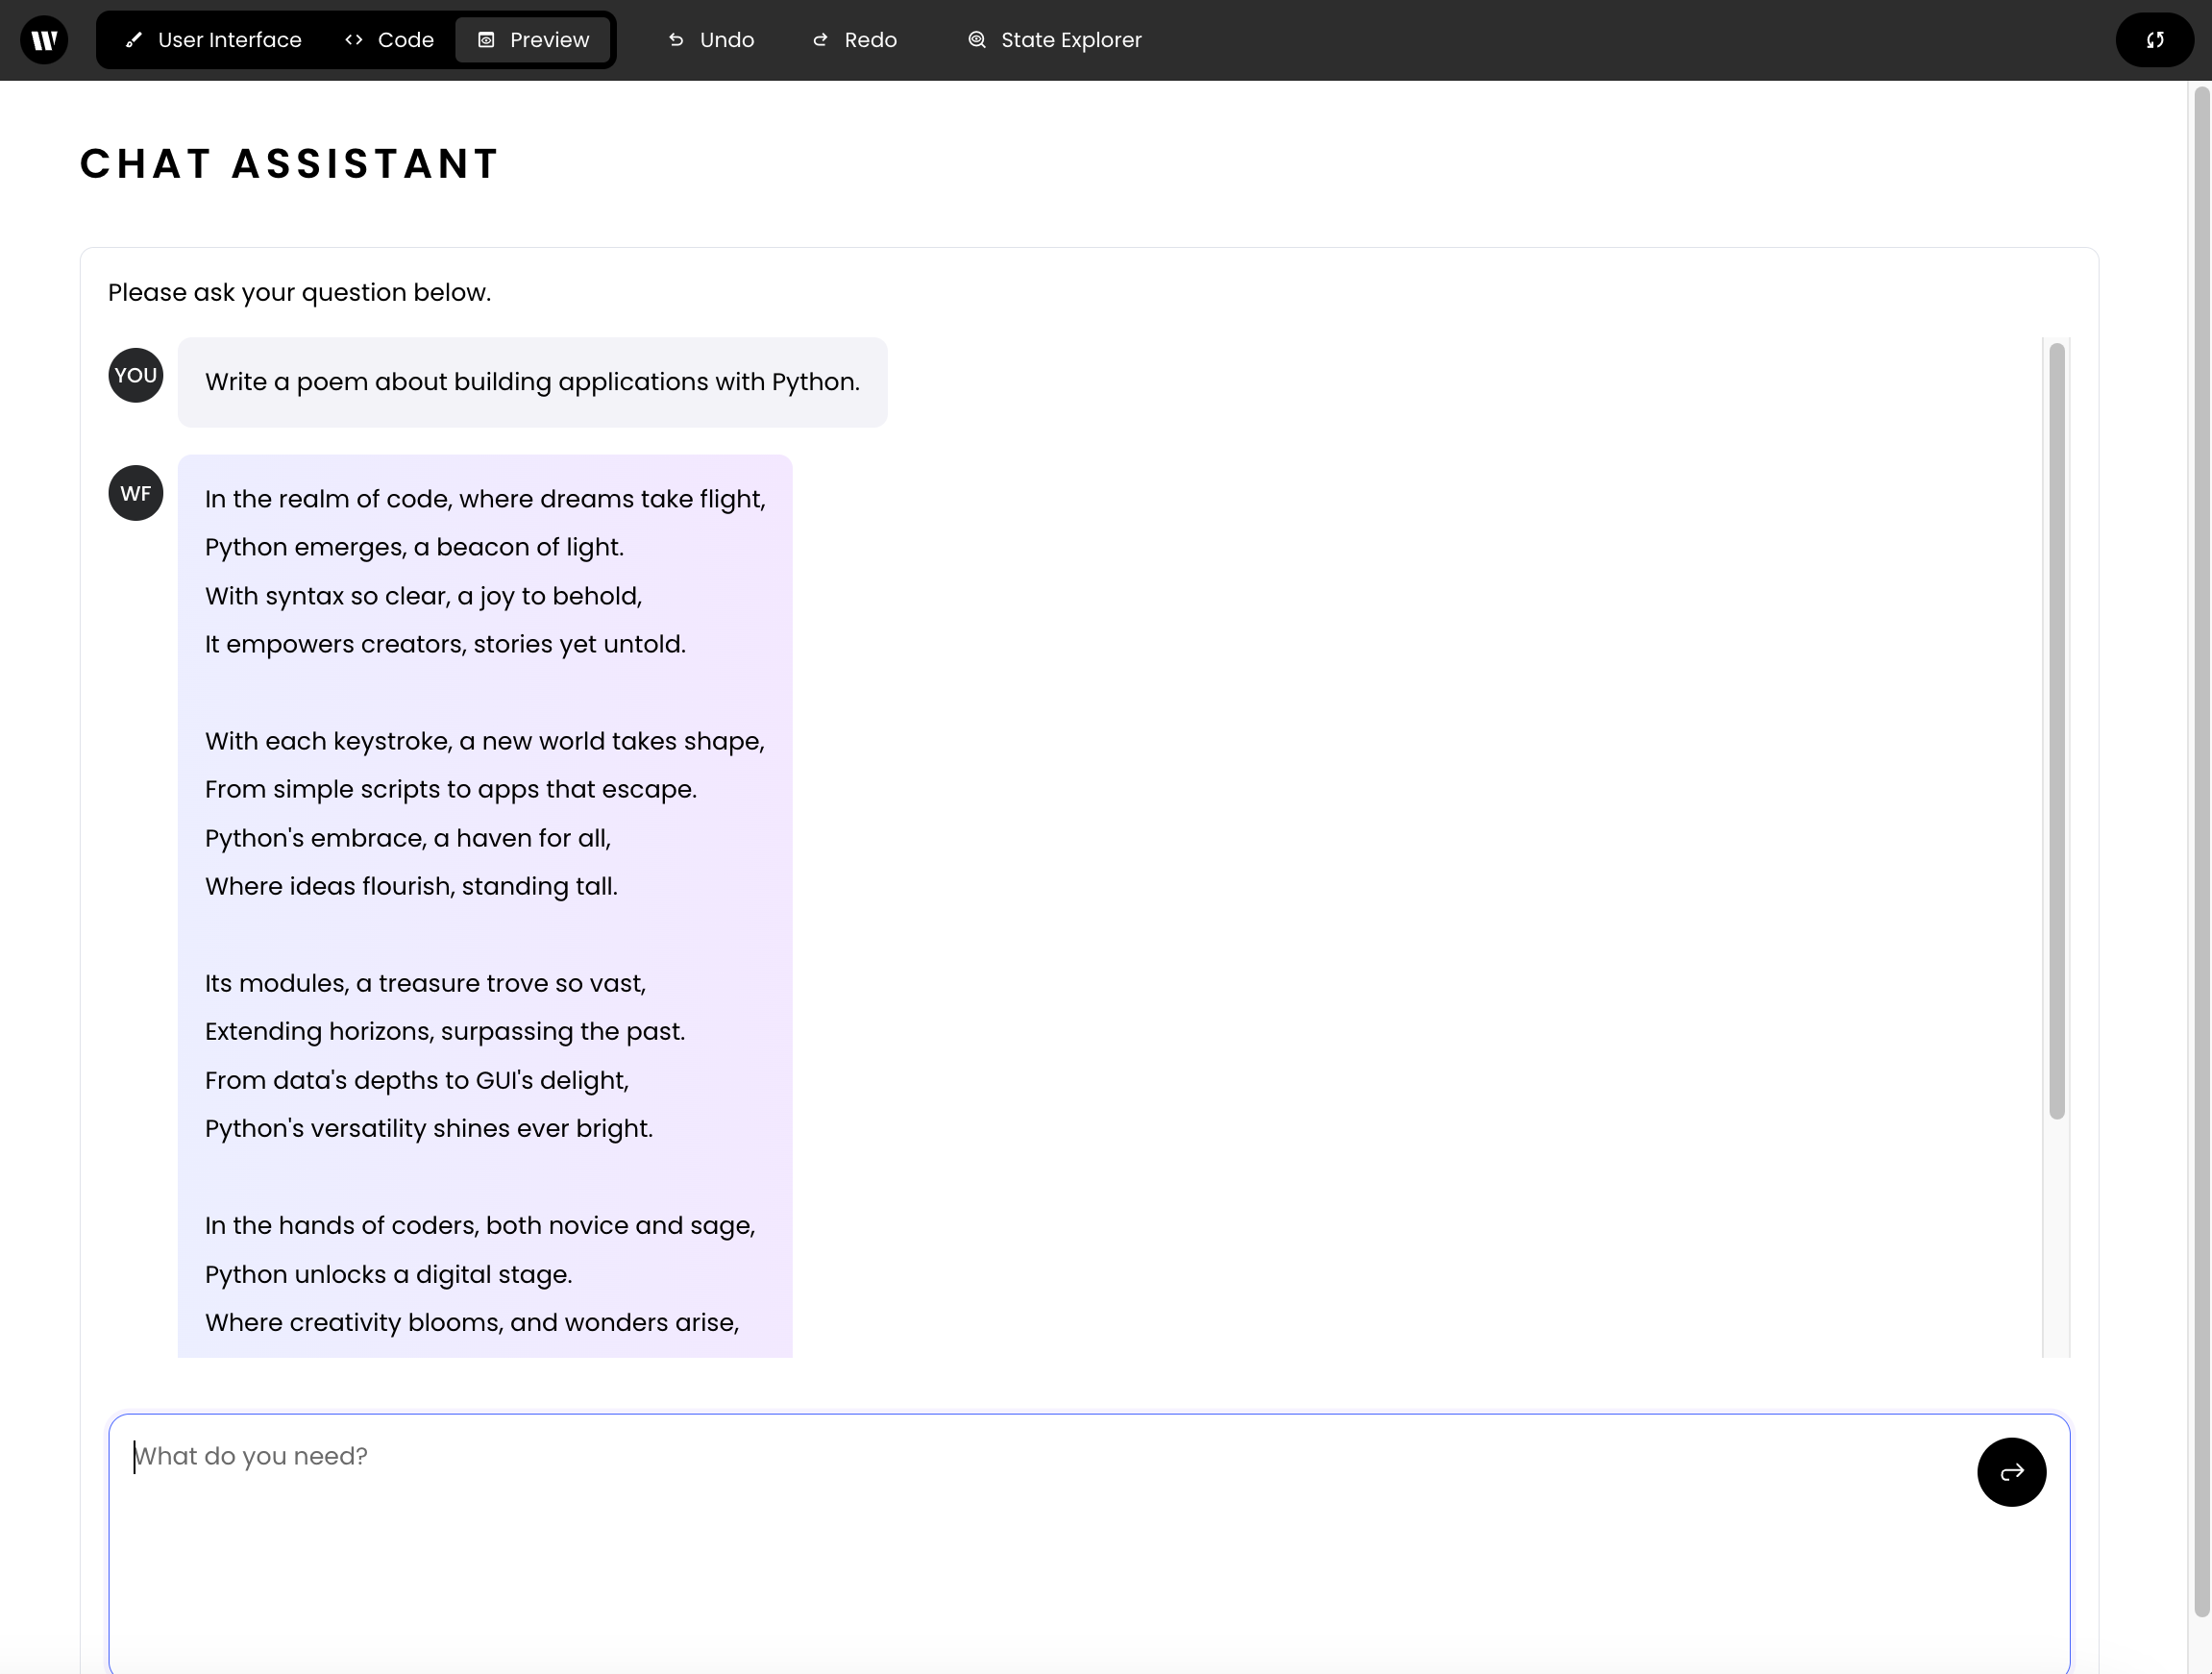 User Interface Code Preview Undo Redo State Explorer
CHAT ASSISTANT
Please ask your question below.
YOU
Write a poem about building applications with Python.
WF
In the realm of code, where dreams take flight,
Python emerges, a beacon of light.
With syntax so clear, a joy to behold,
It empowers creators, stories yet untold.
With each keystroke, a new world takes shape,
From simple scripts to apps that escape.
Python's embrace, a haven for all,
Where ideas flourish, standing tall.
Its modules, a treasure trove so vast,
Extending horizons, surpassing the past.
From data's depths to GUI's delight,
Python's versatility shines ever bright.
In the hands of coders, both novice and sage,
Python unlocks a digital stage.
Where creativity blooms, and wonders arise,
What do you need?